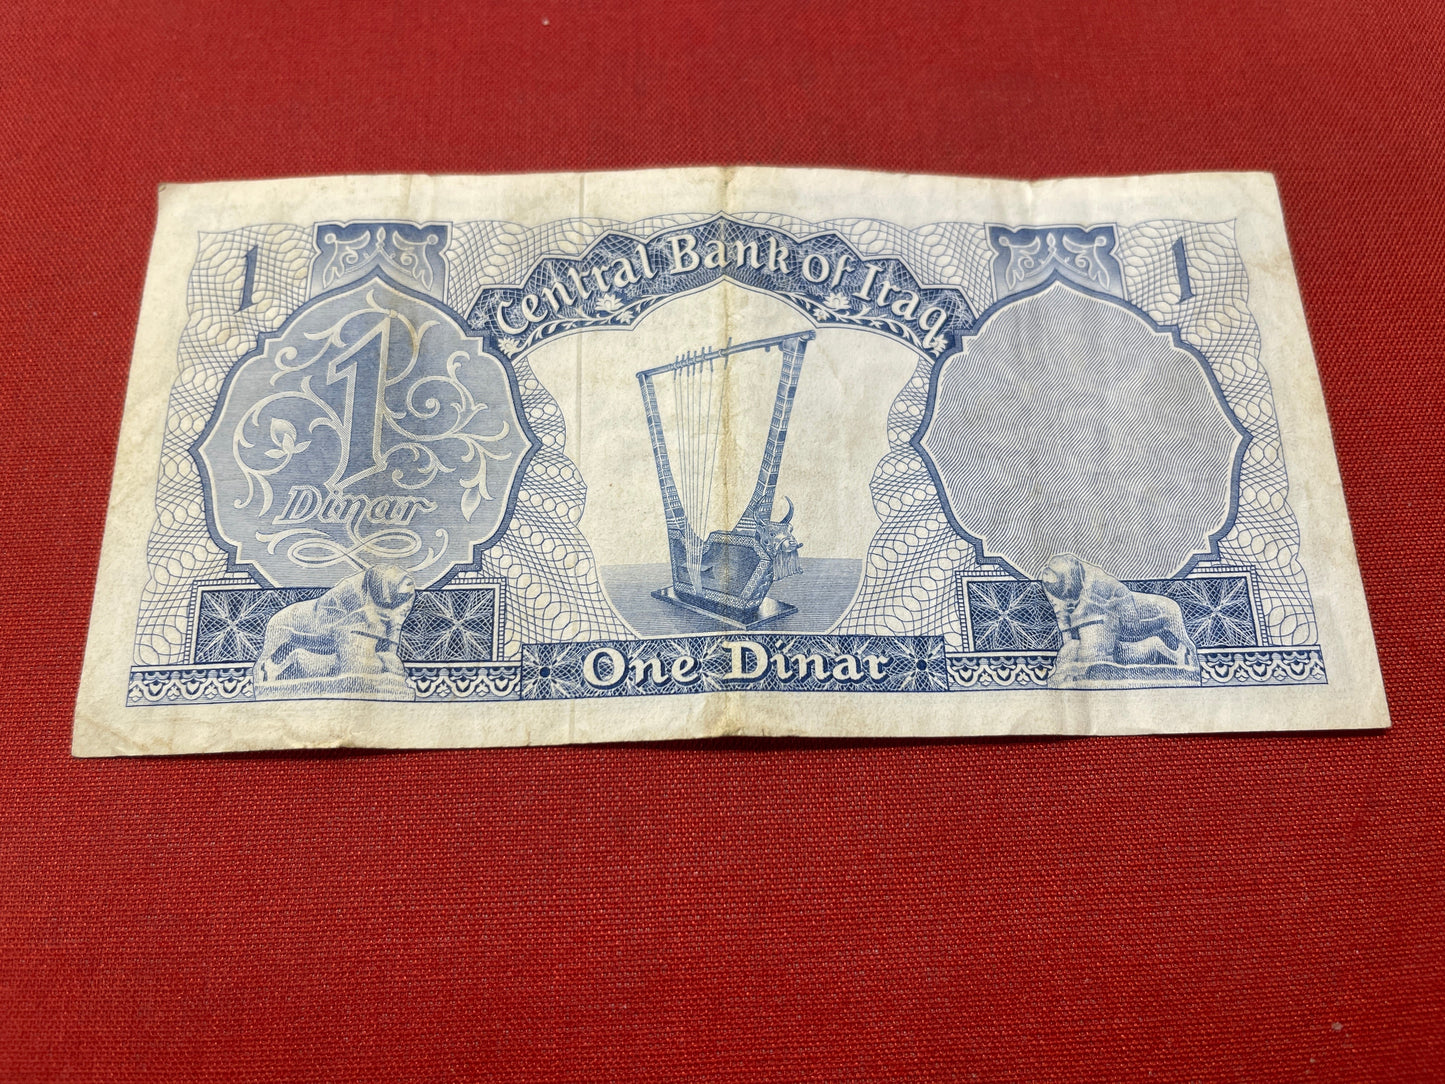 1
Central Bank of Iraq
1
1
Dinar
One Dinar